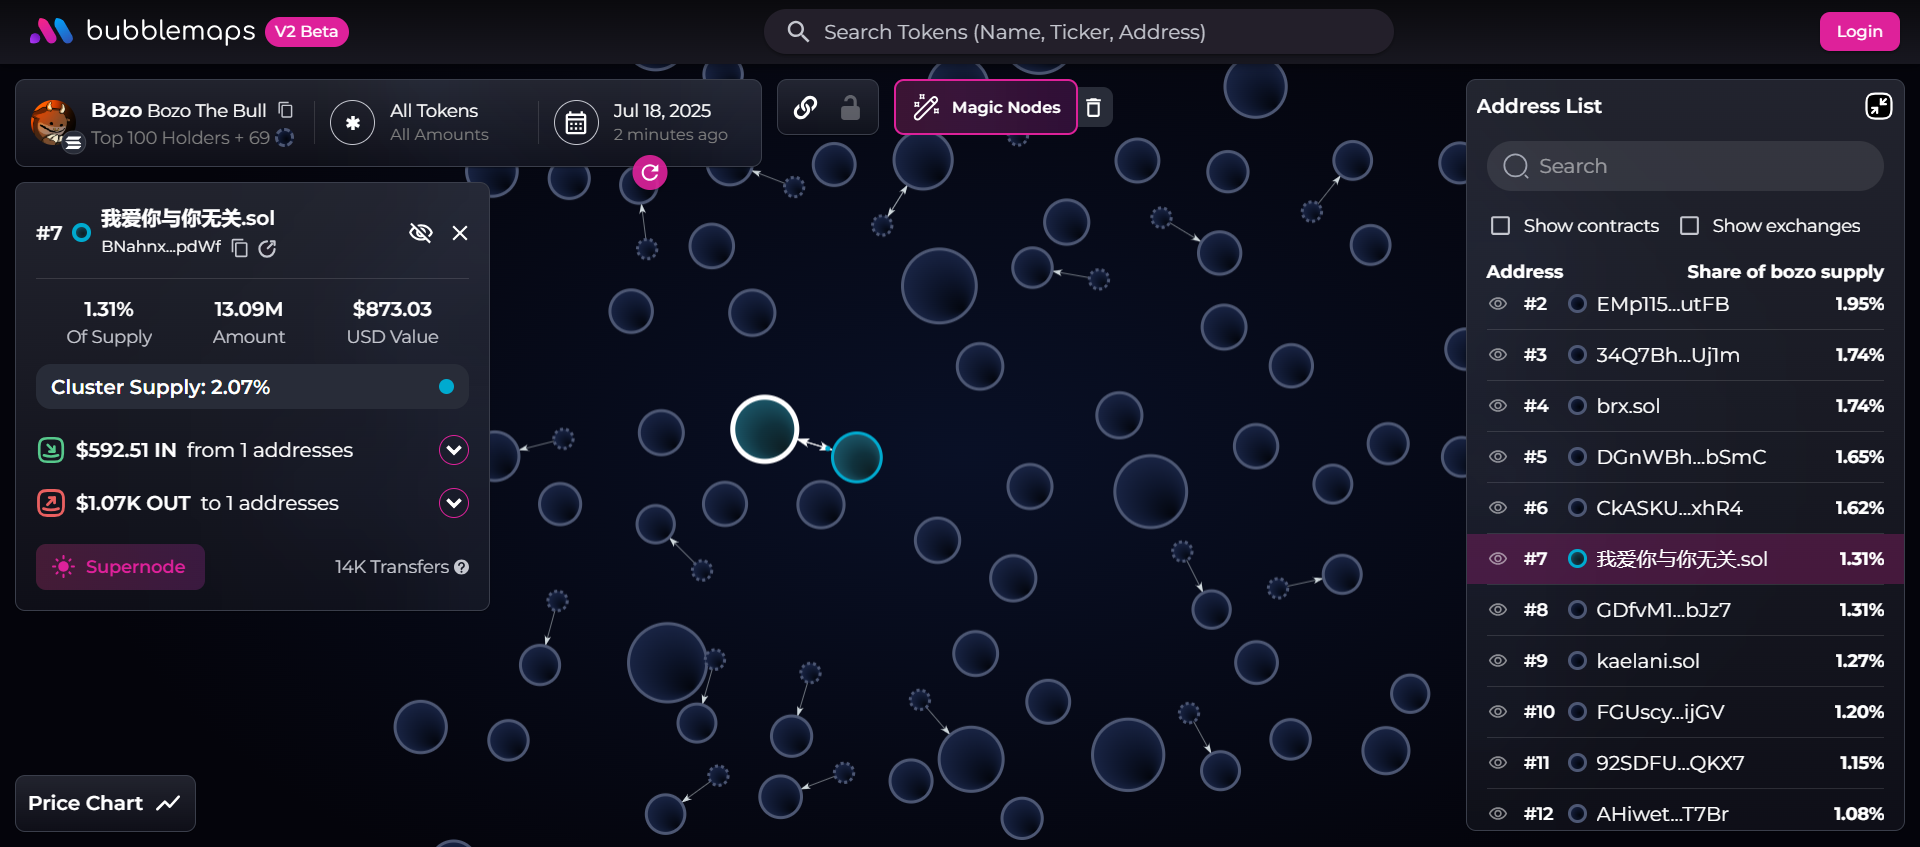 bubblemaps V2 Beta
Search Tokens (Name, Ticker, Address)
Login
Bozo Bozo The Bull
Top 100 Holders + 69
All Tokens
All Amounts
Jul 18, 2025
2 minutes ago
Magic Nodes
#7 我爱你与你无关.sol
BNahnx...pdWf
1.31% 13.09M $873.03
Of Supply Amount USD Value
Cluster Supply: 2.07%
$592.51 IN from 1 addresses
$1.07K OUT to 1 addresses
Supernode 14K Transfers ?
Price Chart
Address List
Search
Show contracts Show exchanges
Address Share of bozo supply
#2 EMp115...utFB 1.95%
#3 34Q7Bh...Uj1m 1.74%
#4 brx.sol 1.74%
#5 DGnWBh...bSmC 1.65%
#6 CkASKU...xhR4 1.62%
#7 我爱你与你无关.sol 1.31%
#8 GDfvM1...bJz7 1.31%
#9 kaelani.sol 1.27%
#10 FGUscy...ijGV 1.20%
#11 92SDFU...QKX7 1.15%
#12 AHiwet...T7Br 1.08%